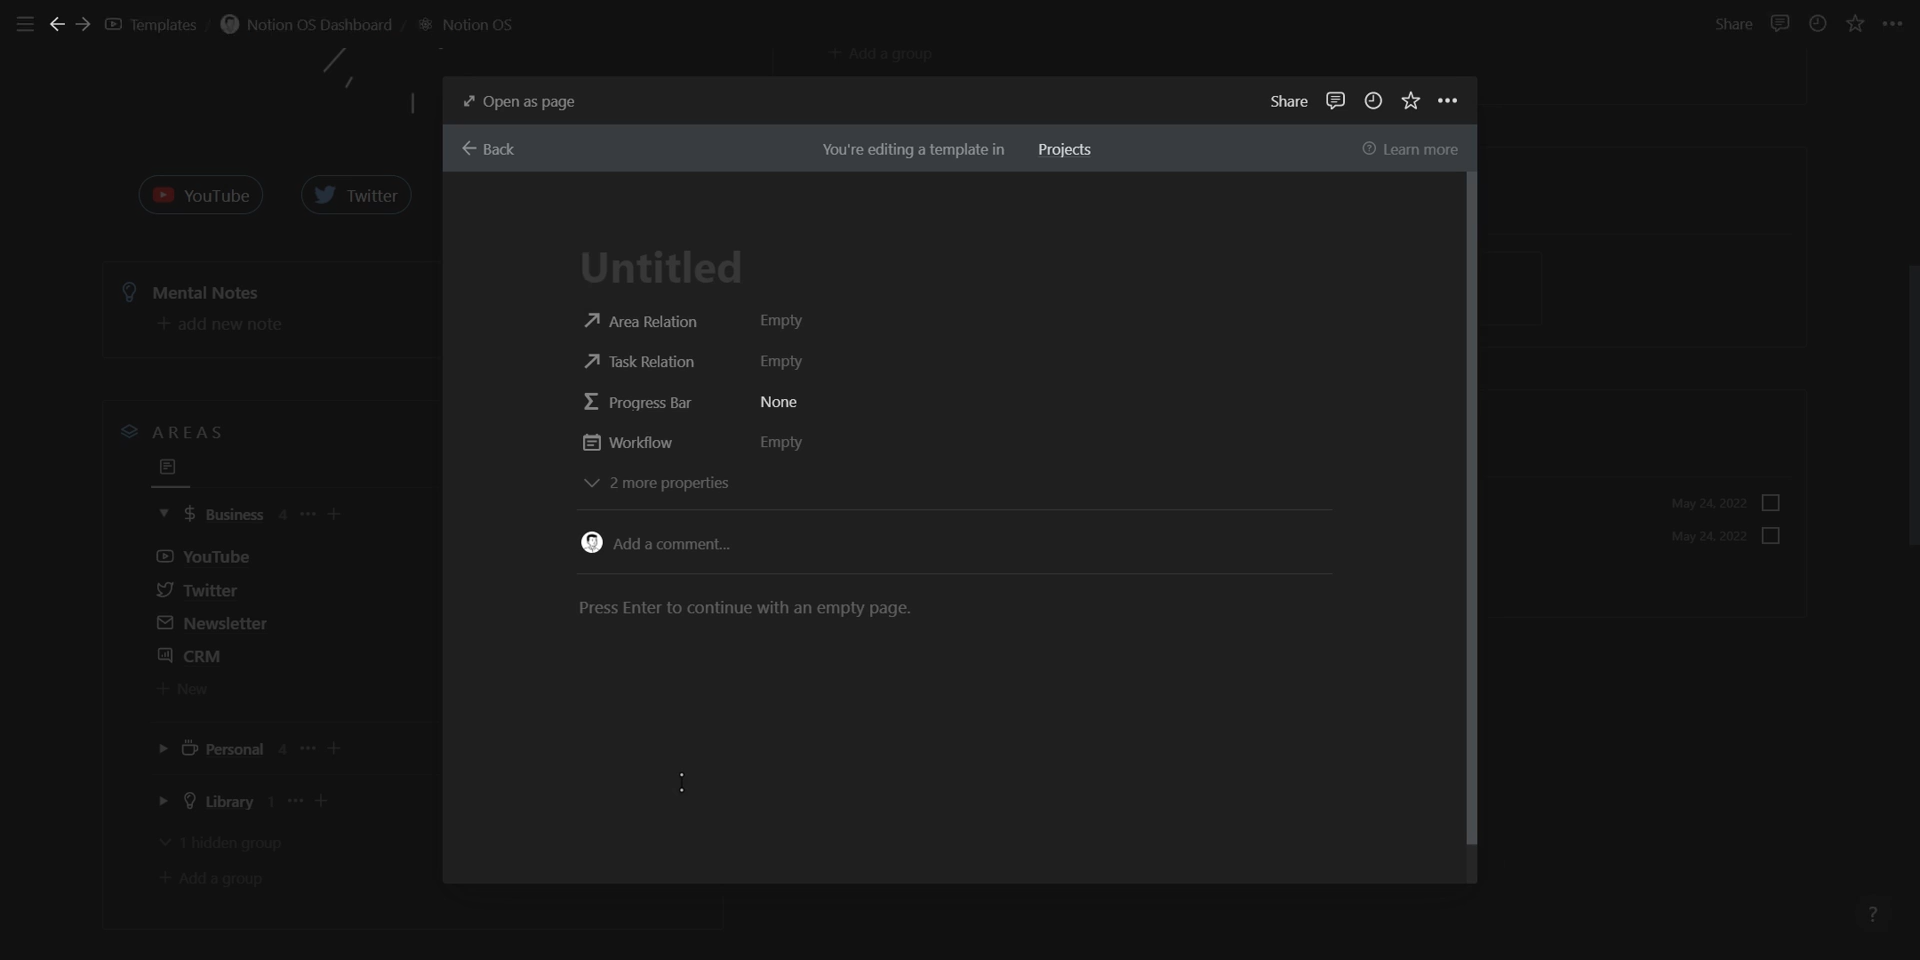 Templates / Notion OS Dashboard / Notion OS
Share
+ Add a group
Open as page
Share
← Back
You're editing a template in Projects
Learn more
YouTube
Twitter
Mental Notes
+ add new note
AREAS
Business 4 ••• +
YouTube
Twitter
Newsletter
CRM
+ New
Personal 4 ••• +
Library 1 ••• +
1 hidden group
+ Add a group
Untitled
Area Relation Empty
Task Relation Empty
Progress Bar None
Workflow Empty
2 more properties
Add a comment...
Press Enter to continue with an empty page.
May 24, 2022
May 24, 2022
?